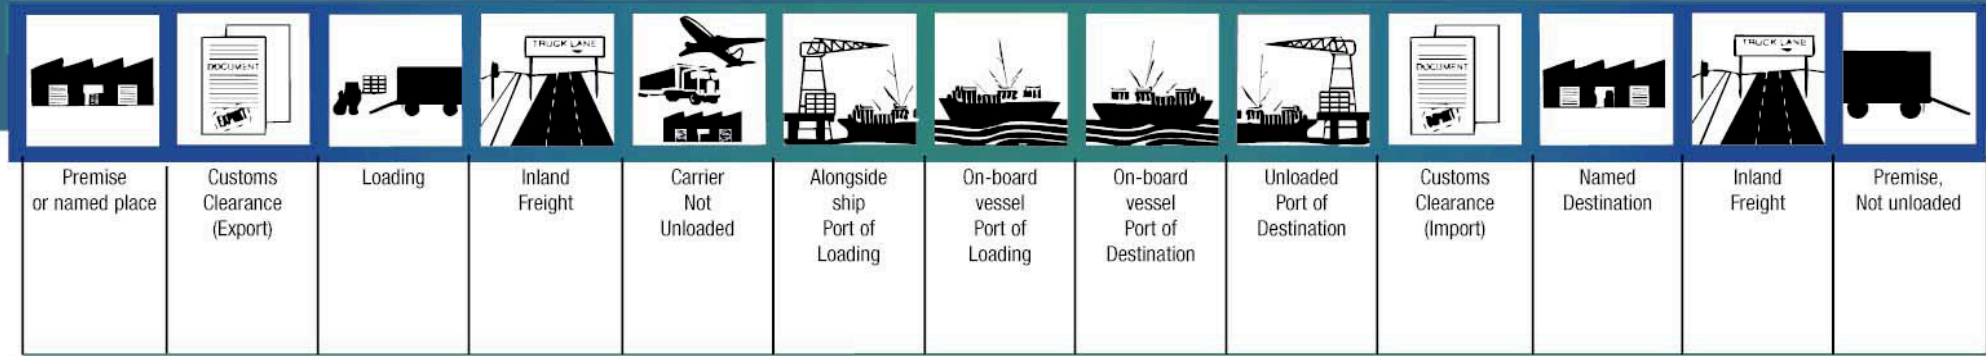 DOCUMENT
EXPORT
TRUCK LANE
DOCUMENT
TRUCK LANE
Premise
or named place
Customs
Clearance
(Export)
Loading
Inland
Freight
Carrier
Not
Unloaded
Alongside
ship
Port of
Loading
On-board
vessel
Port of
Loading
On-board
vessel
Port of
Destination
Unloaded
Port of
Destination
Customs
Clearance
(Import)
Named
Destination
Inland
Freight
Premise,
Not unloaded